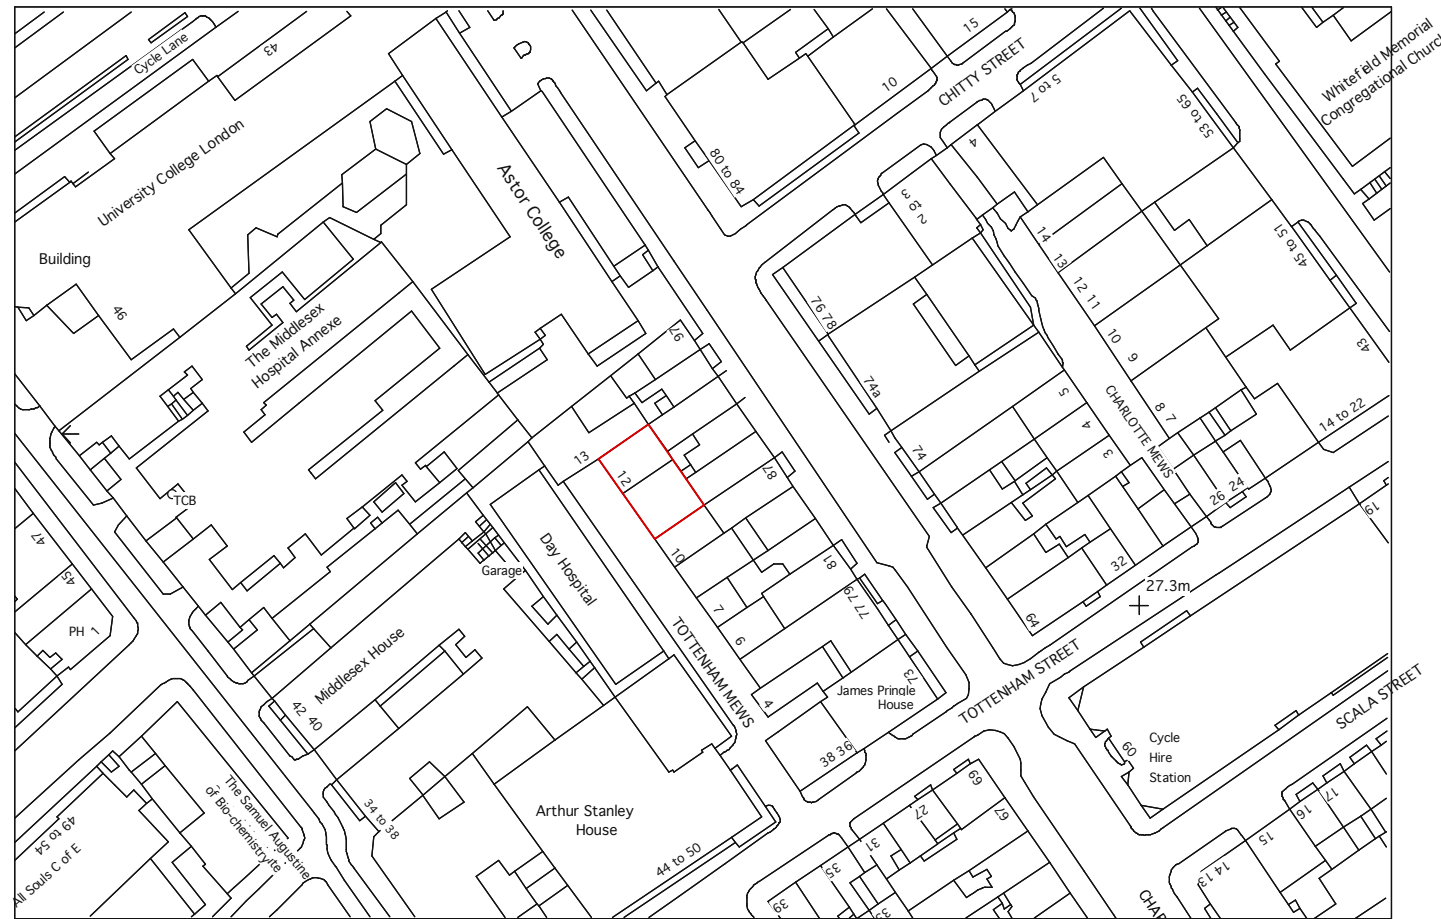 Cycle Lane
43
University College London
Building
46
The Middlesex
Hospital Annexe
TCB
47
45
PH
1
Astor College
80 to 84
10
15
CHITTY STREET
5 to 7
53 to 65
Whitefield Memorial
Congregational Church
4
2 @ 3
45 to 51
14
13
12
11
10
9
8
7
43
14 to 22
CHARLOTTE MEWS
26
24
19
76
78
74a
74
5
4
3
32
64
27.3m
97
13
12
10
87
81
77 79
73
7
6
4
James Pringle
House
38
36
TOTTENHAM MEWS
TOTTENHAM STREET
SCALA STREET
Day Hospital
Garage
Middlesex House
42
40
34 to 38
The Samuel Augustine
of Bio-chemistry
49 to 54
All Souls C of E
Arthur Stanley
House
44 to 50
Cycle
Hire
Station
60
69
67
27
31
35
39
33
17
16
15
14
13
CHAR